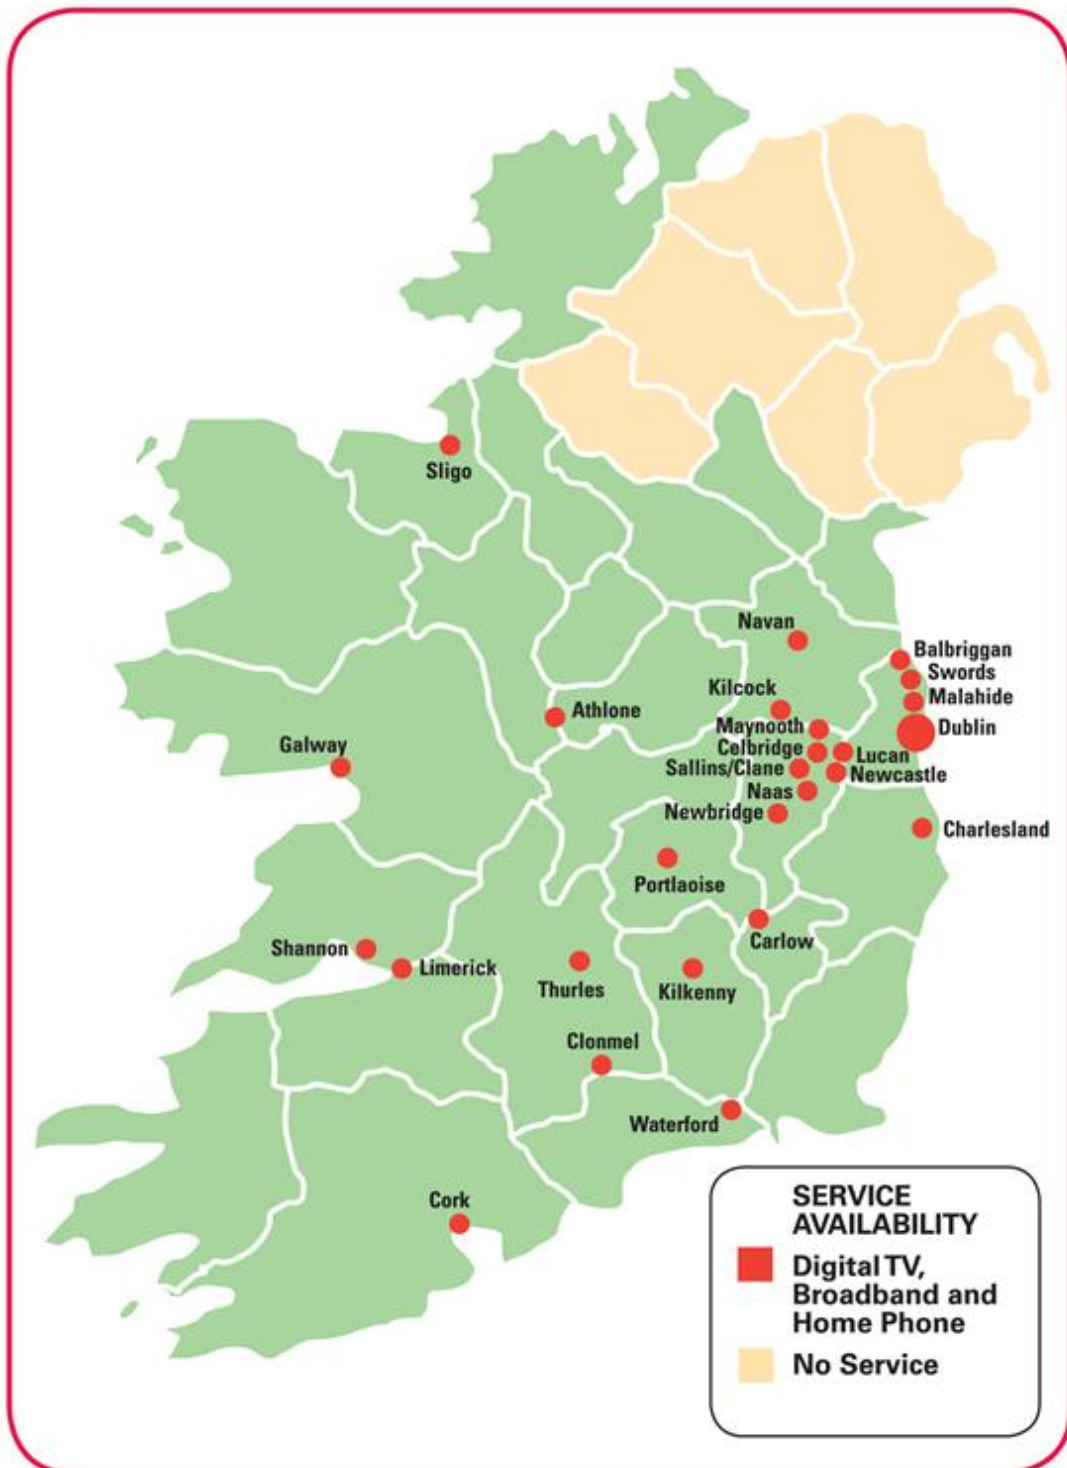 Sligo
Navan
Balbriggan
Swords
Kilcock
Malahide
Athlone
Maynooth
Dublin
Galway
Celbridge
Lucan
Sallins/Clane
Newcastle
Naas
Newbridge
Charlesland
Portlaoise
Carlow
Shannon
Limerick
Thurles
Kilkenny
Clonmel
Waterford
Cork
SERVICE
AVAILABILITY
Digital TV,
Broadband and
Home Phone
No Service